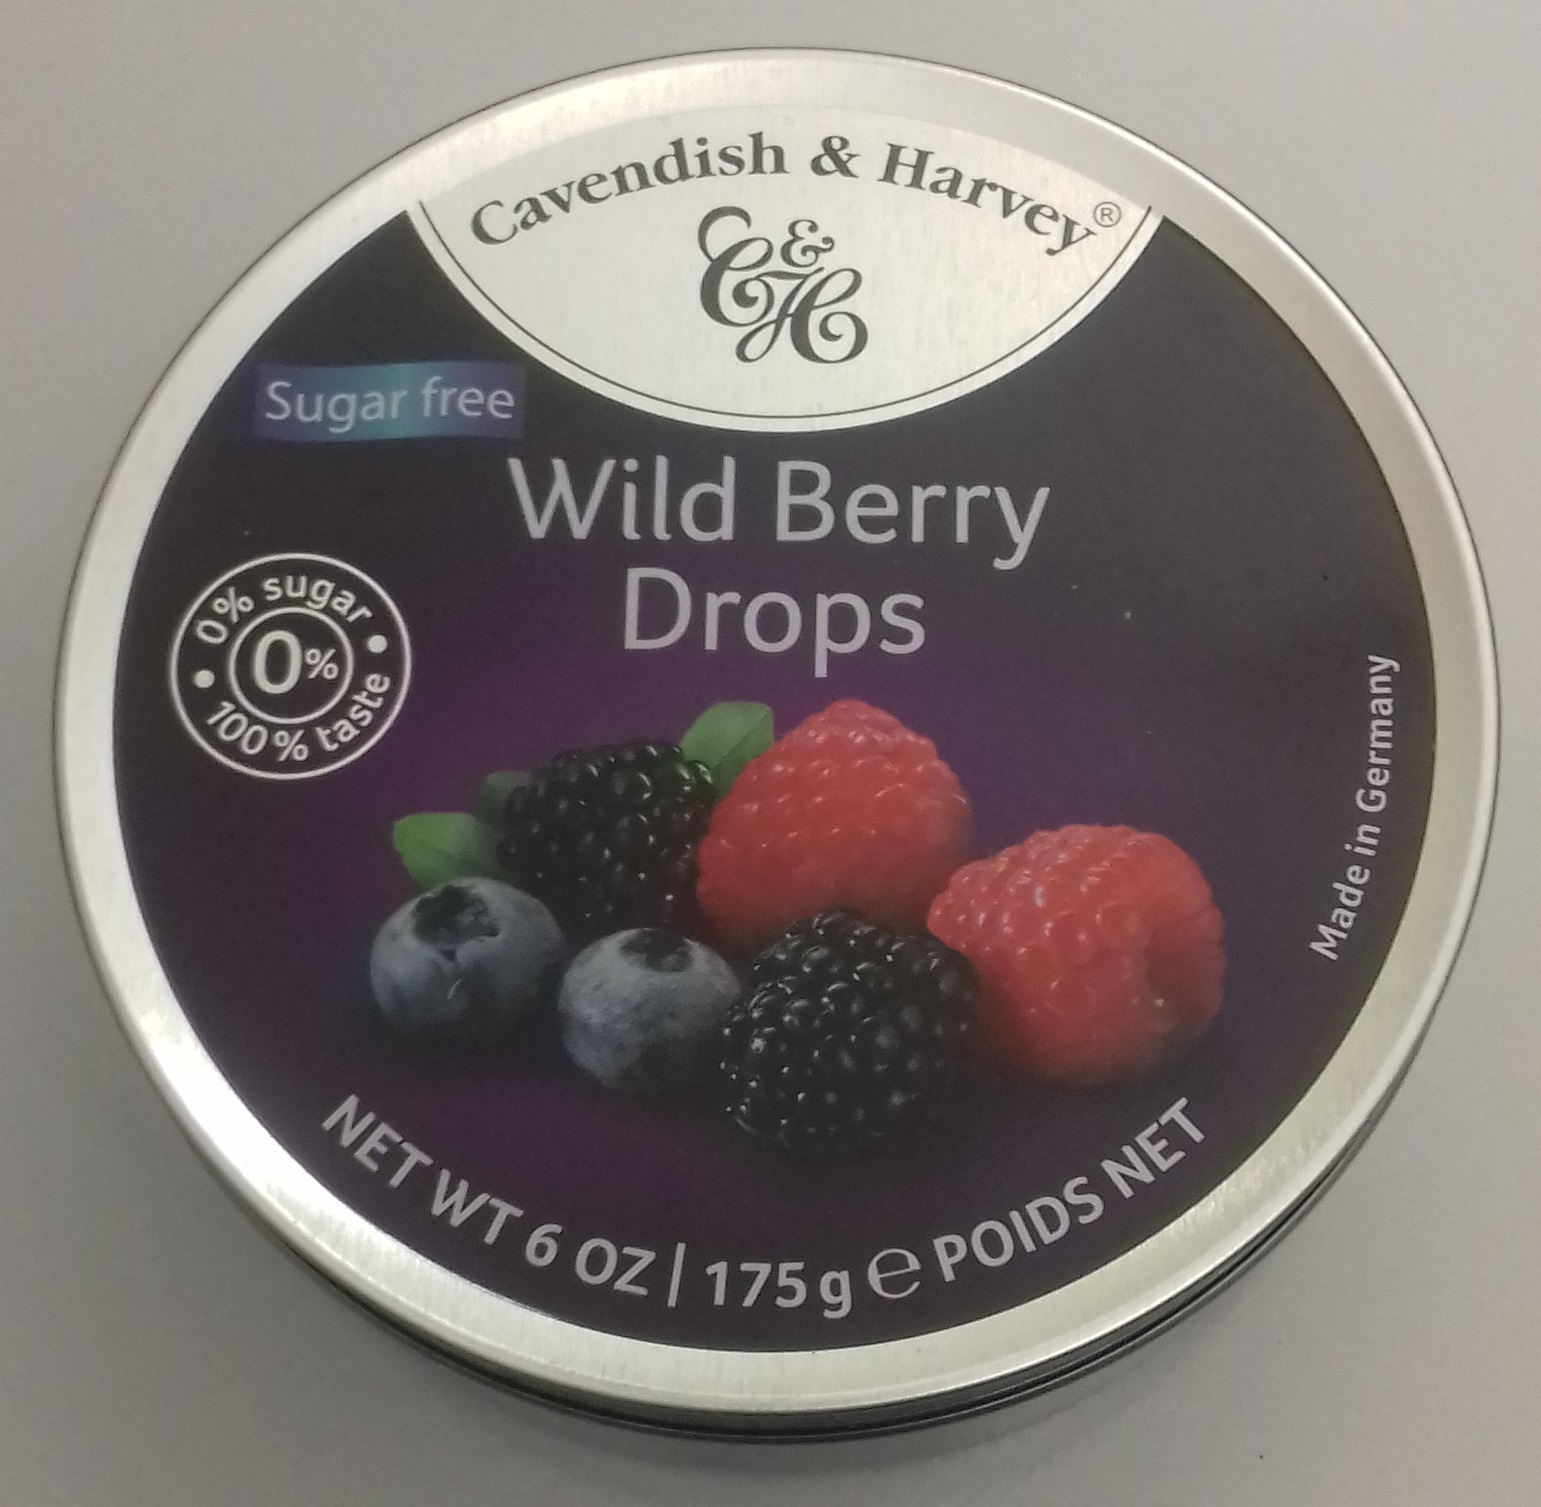 Cavendish & Harvey®
C&H
Sugar free
Wild Berry
Drops
0% sugar
0%
100% taste
Made in Germany
NET WT 6 OZ | 175g ℮ POIDS NET